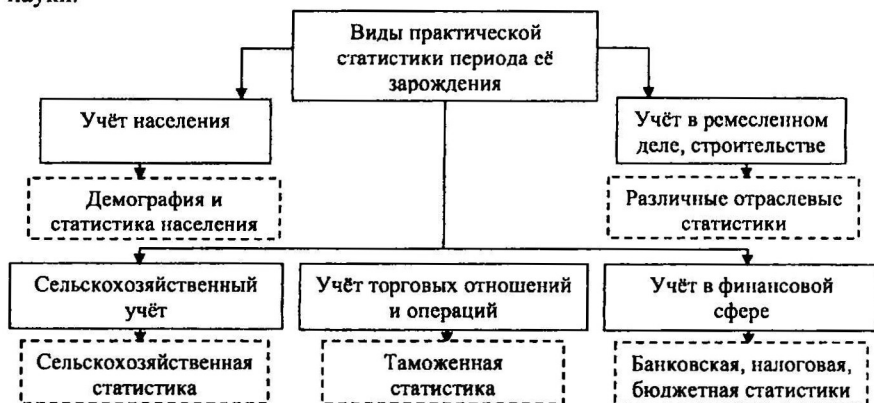 науки.
Виды практической
статистики периода её
зарождения
Учёт населения
Учёт в ремесленном
деле, строительстве
Демография и
статистика населения
Различные отраслевые
статистики
Сельскохозяйственный
учёт
Учёт торговых отношений
и операций
Учёт в финансовой
сфере
Сельскохозяйственная
статистика
Таможенная
статистика
Банковская, налоговая,
бюджетная статистики